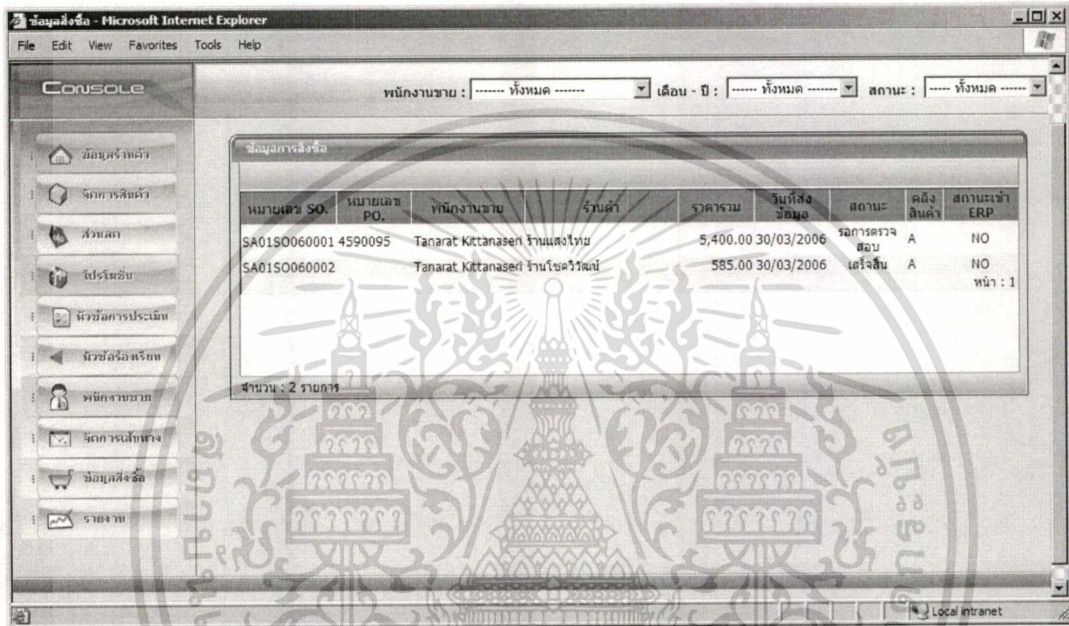 ข้อมูลสั่งซื้อ - Microsoft Internet Explorer
File Edit View Favorites Tools Help
CONSOLE
พนักงานขาย : ------- ทั้งหมด ------- เดือน - ปี : ------ ทั้งหมด ------- สถานะ : ----- ทั้งหมด ------
ข้อมูลร้านค้า
จัดการสินค้า
ส่วนลด
โปรโมชั่น
หัวข้อการประเมิน
หัวข้อร้องเรียน
พนักงานขาย
จัดการเส้นทาง
ข้อมูลสั่งซื้อ
รายงาน
ข้อมูลการสั่งซื้อ
หมายเลข SO. หมายเลข PO. พนักงานขาย ร้านค้า ราคารวม วันที่ส่งข้อมูล สถานะ คลังสินค้า สถานะเข้า ERP
SA01SO060001 4590095 Tanarat Kittanaseri ร้านแสงไทย 5,400.00 30/03/2006 รอการตรวจสอบ A NO
SA01SO060002 Tanarat Kittanaseri ร้านโชควิวัฒน์ 585.00 30/03/2006 เสร็จสิ้น A NO
หน้า : 1
จำนวน : 2 รายการ
Local intranet